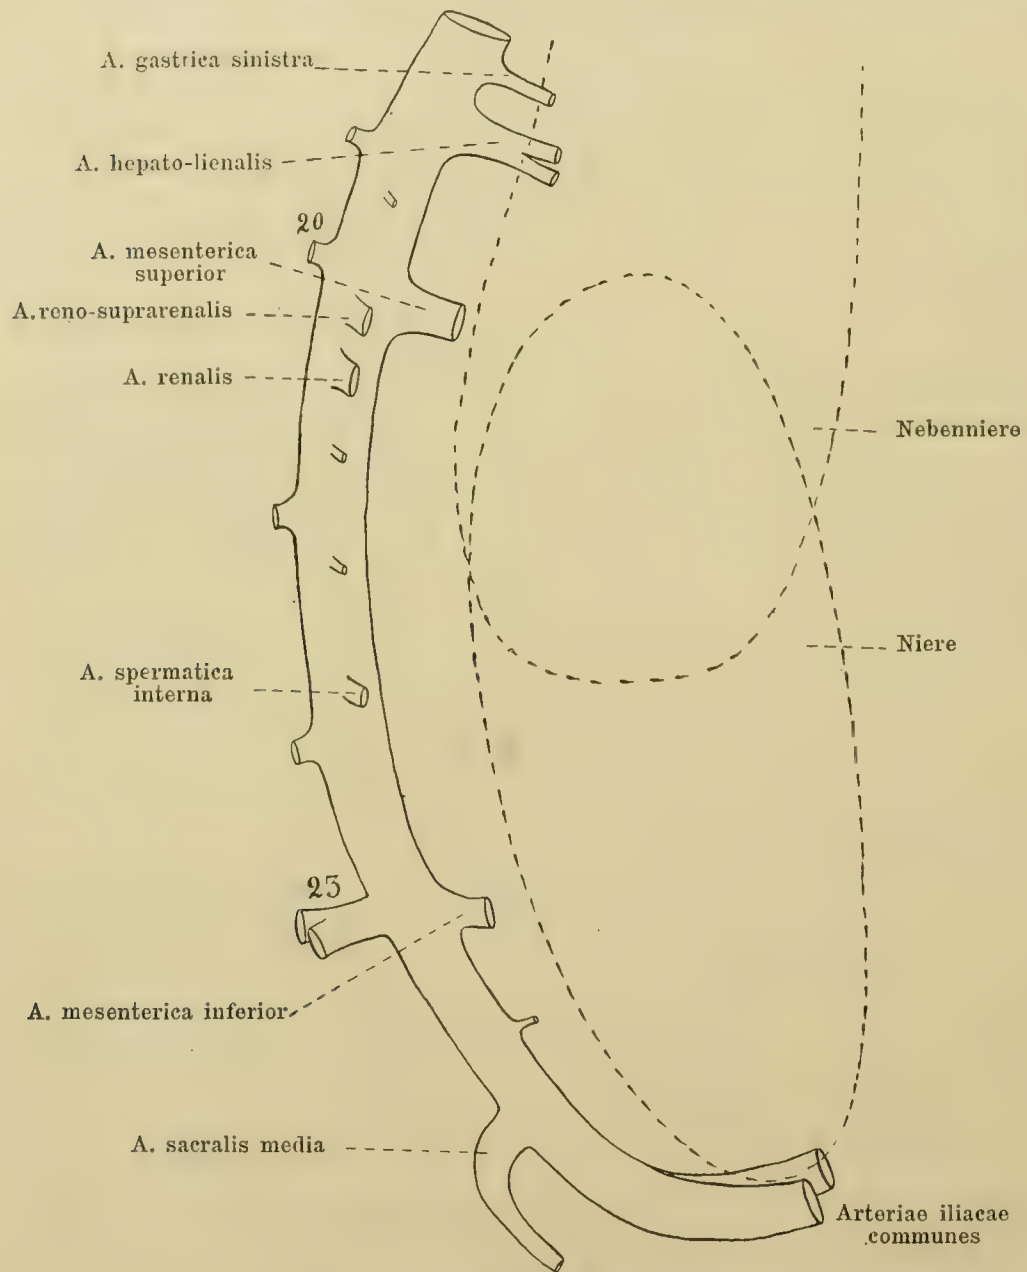 A. gastrica sinistra
A. hepato-lienalis
20
A. mesenterica
superior
A. reno-suprarenalis
A. renalis
Nebenniere
Niere
A. spermatica
interna
23
A. mesenterica inferior
A. sacralis media
Arteriae iliacae
communes